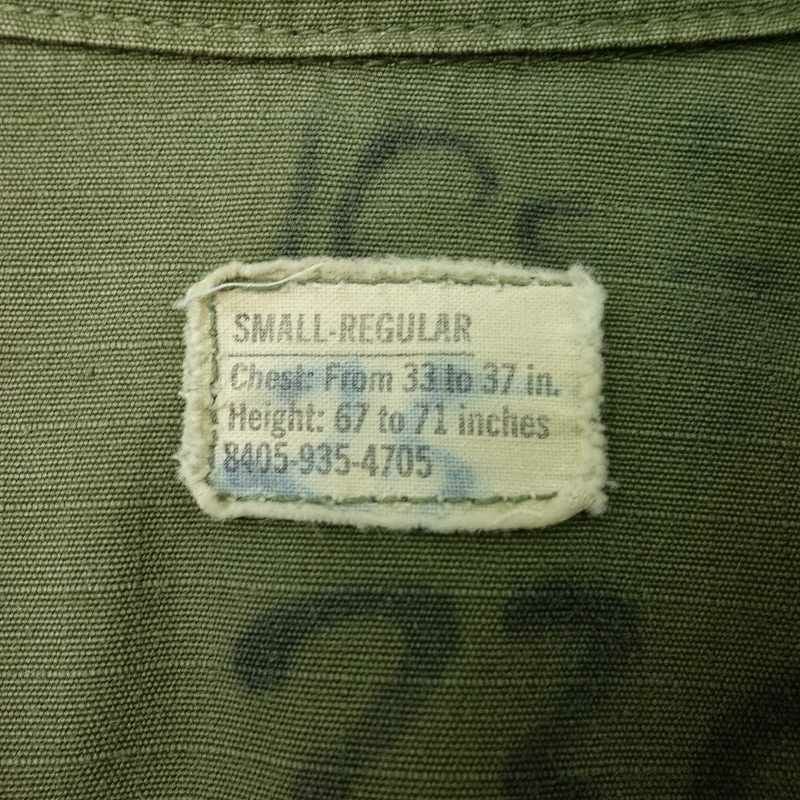 SMALL-REGULAR
Chest: From 33 to 37 in.
Height: 67 to 71 inches
8405-935-4705